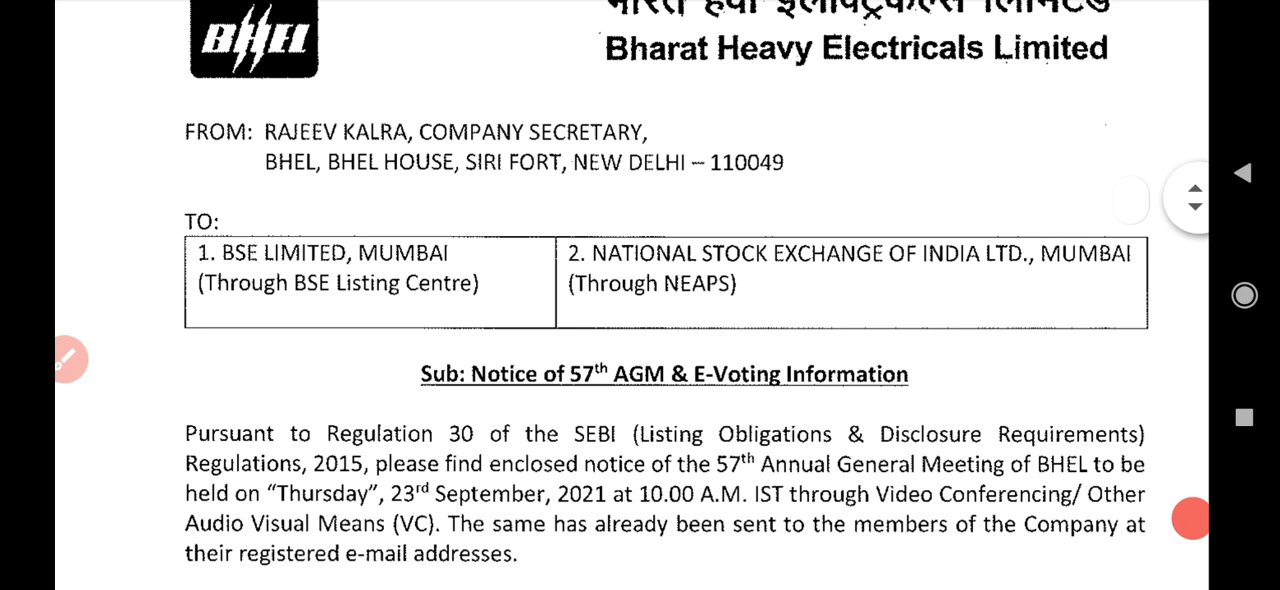 BHEL
भारत हेवी इलेक्ट्रिकल्स लिमिटेड
Bharat Heavy Electricals Limited
FROM: RAJEEV KALRA, COMPANY SECRETARY,
BHEL, BHEL HOUSE, SIRI FORT, NEW DELHI – 110049
TO:
1. BSE LIMITED, MUMBAI
(Through BSE Listing Centre)
2. NATIONAL STOCK EXCHANGE OF INDIA LTD., MUMBAI
(Through NEAPS)
Sub: Notice of 57th AGM & E-Voting Information
Pursuant to Regulation 30 of the SEBI (Listing Obligations & Disclosure Requirements)
Regulations, 2015, please find enclosed notice of the 57th Annual General Meeting of BHEL to be
held on “Thursday”, 23rd September, 2021 at 10.00 A.M. IST through Video Conferencing/ Other
Audio Visual Means (VC). The same has already been sent to the members of the Company at
their registered e-mail addresses.